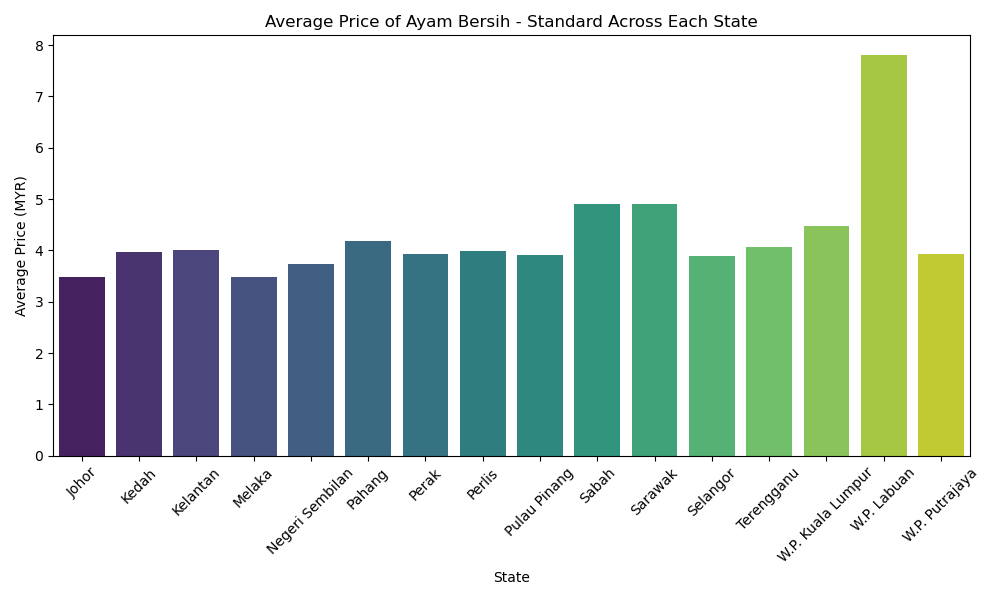 Average Price of Ayam Bersih - Standard Across Each State
Average Price (MYR)
8
7
6
5
4
3
2
1
0
Johor
Kedah
Kelantan
Melaka
Negeri Sembilan
Pahang
Perak
Perlis
Pulau Pinang
Sabah
Sarawak
Selangor
Terengganu
W.P. Kuala Lumpur
W.P. Labuan
W.P. Putrajaya
State